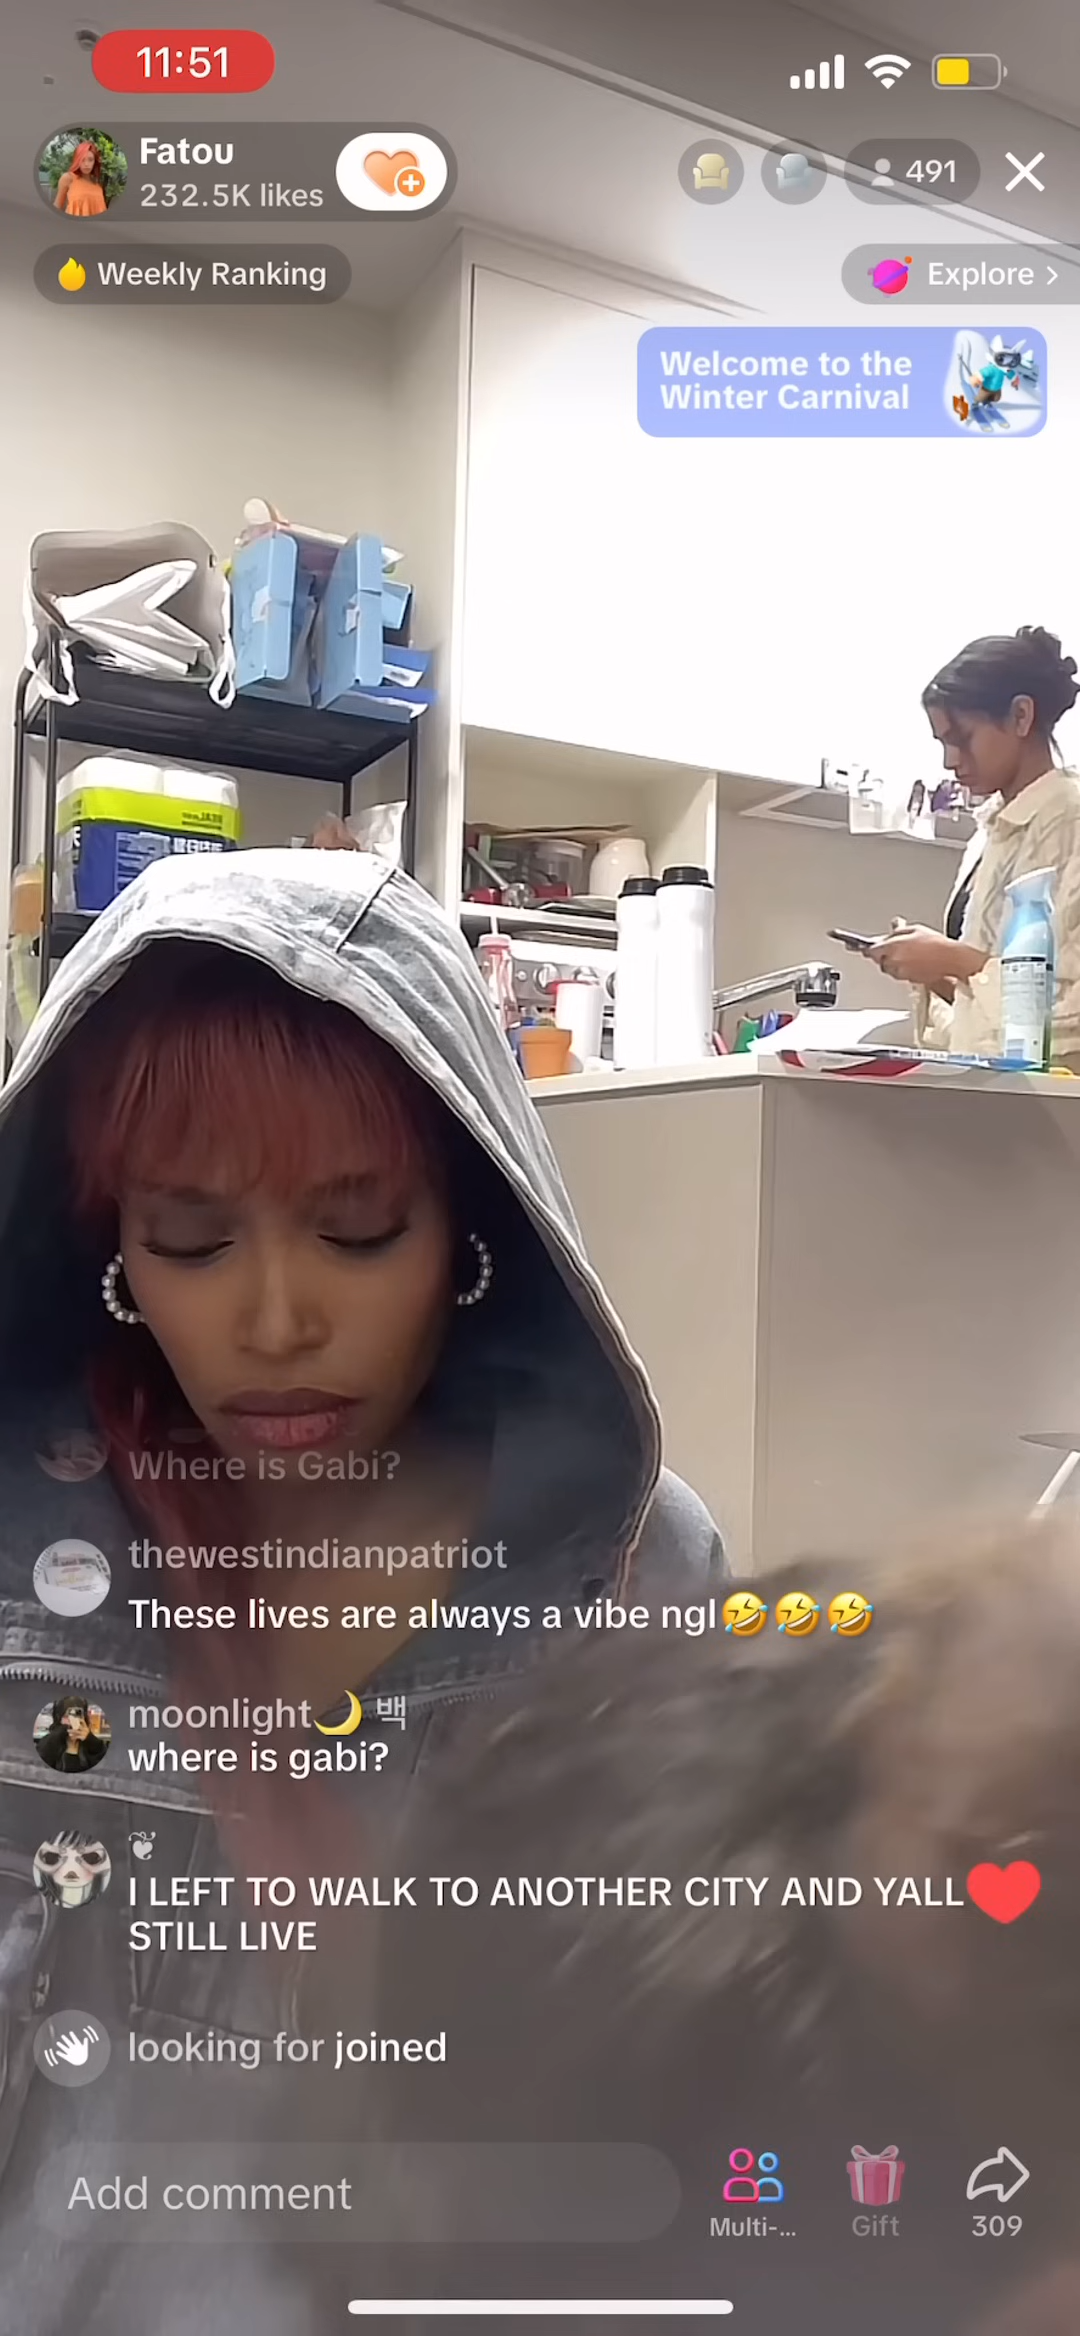 11:51
Fatou
232.5K likes
491
Weekly Ranking
Explore >
Welcome to the
Winter Carnival
Where is Gabi?
thewestindianpatriot
These lives are always a vibe ngl🤣🤣🤣
moonlight🌙 백
where is gabi?
❦
I LEFT TO WALK TO ANOTHER CITY AND YALL
STILL LIVE
looking for joined
Add comment
Multi-...
Gift
309